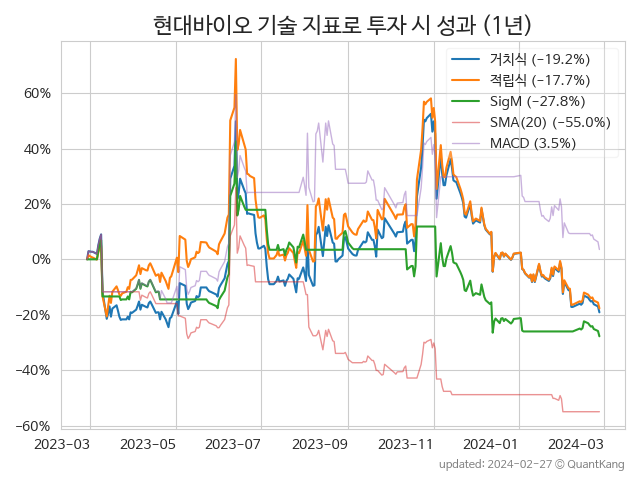 현대바이오 기술 지표로 투자 시 성과 (1년)
거치식 (−19.2%)
적립식 (−17.7%)
SigM (−27.8%)
SMA(20) (−55.0%)
MACD (3.5%)
60%
40%
20%
0%
−20%
−40%
−60%
2023−03 2023−05 2023−07 2023−09 2023−11 2024−01 2024−03
updated: 2024−02−27 © QuantKang